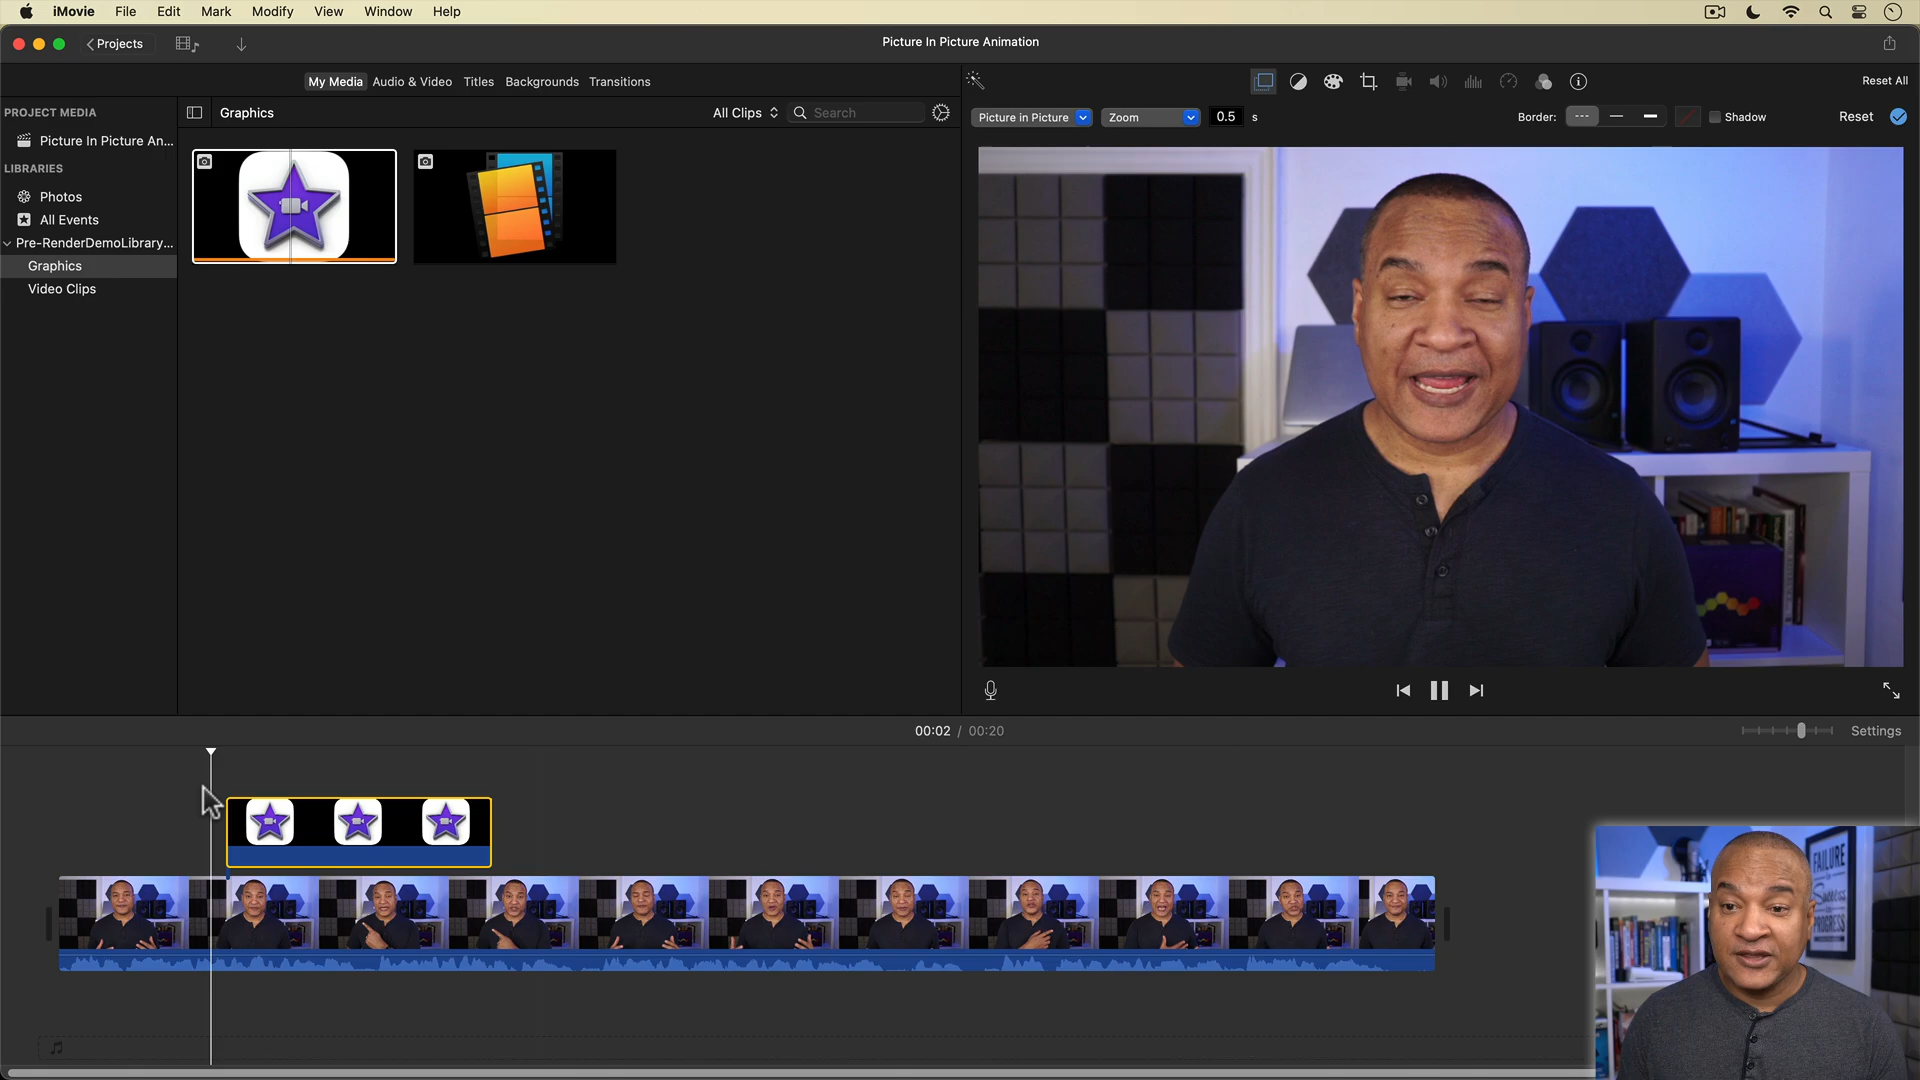 iMovie File Edit Mark Modify View Window Help
Projects
Picture In Picture Animation
My Media Audio & Video Titles Backgrounds Transitions
Reset All
PROJECT MEDIA
Graphics
All Clips
Search
Picture in Picture
Zoom
0.5 s
Border:
Shadow
Reset
Picture In Picture An...
LIBRARIES
Photos
All Events
Pre-RenderDemoLibrary...
Graphics
Video Clips
00:02 / 00:20
Settings
FAILURE
Success
PROGRESS